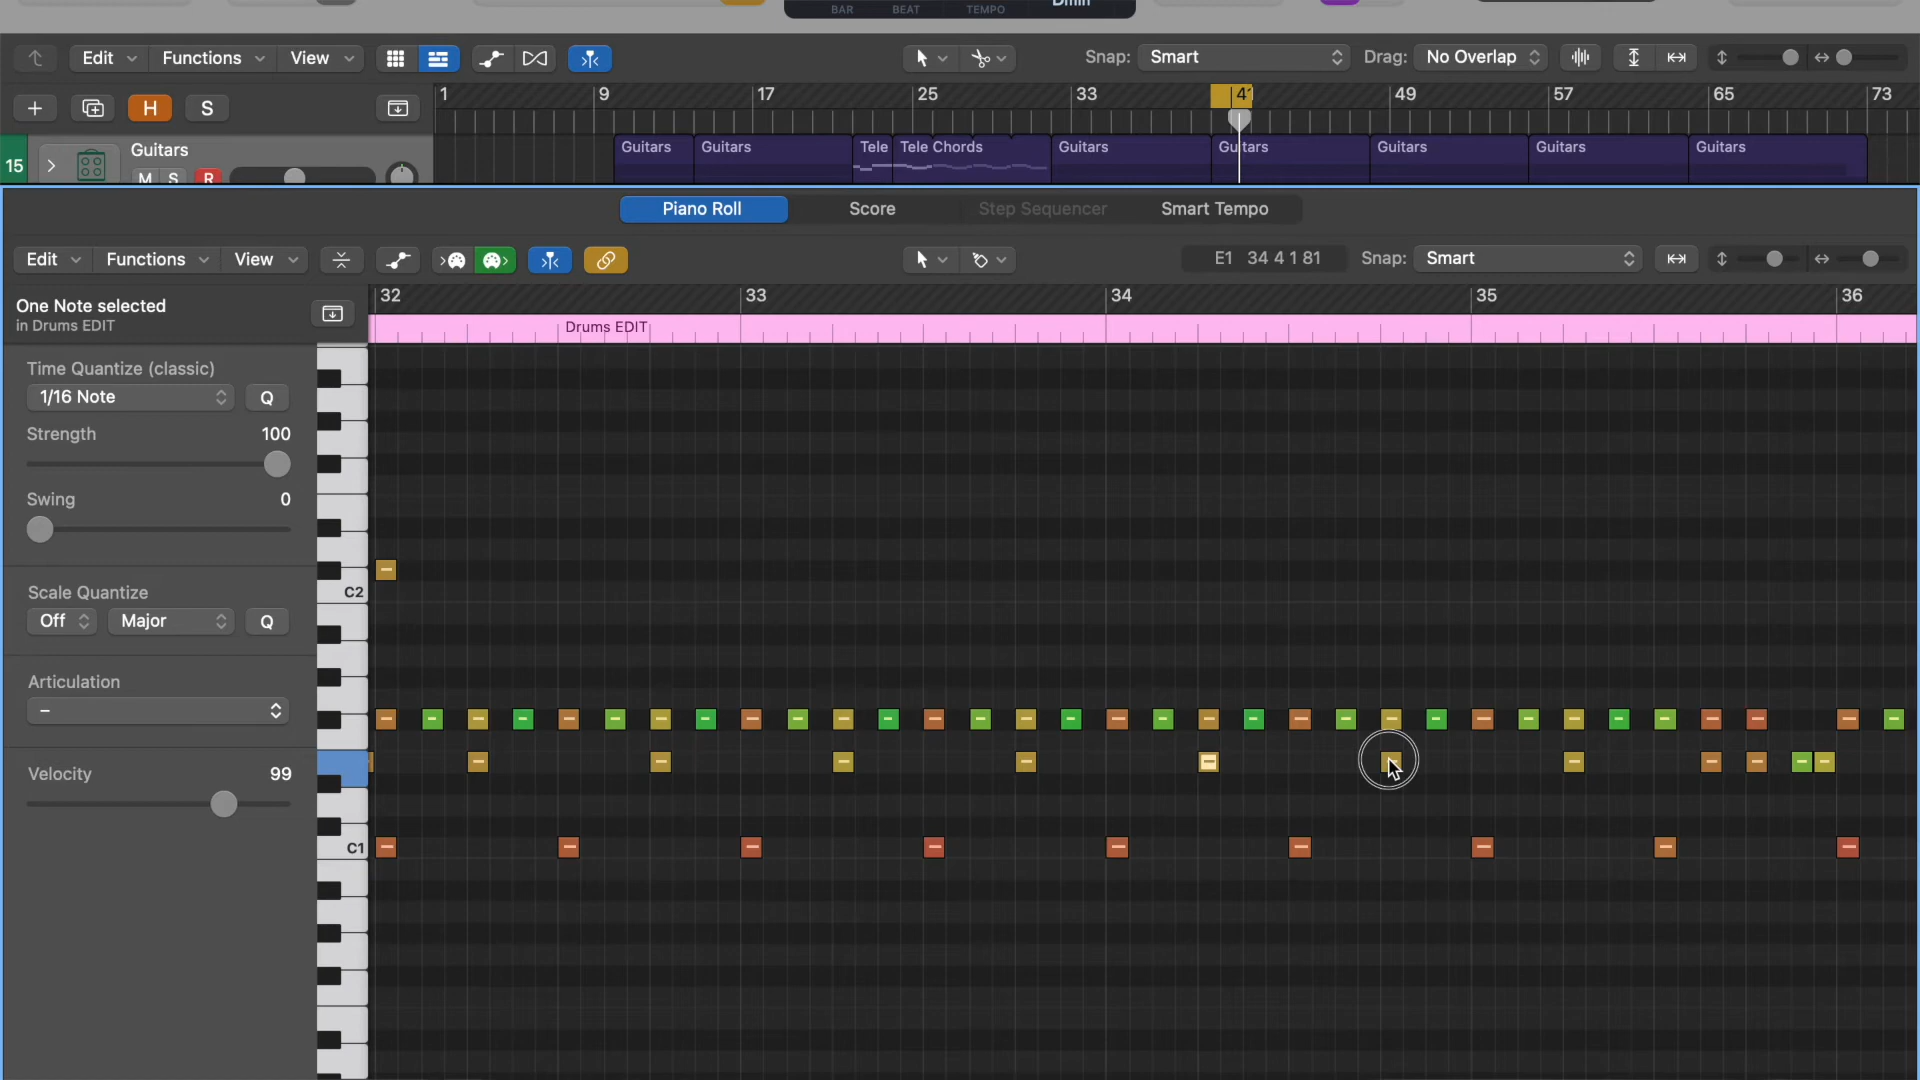 BAR BEAT TEMPO Dmin
Edit Functions View Snap: Smart Drag: No Overlap
H S 1 9 17 25 33 41 49 57 65 73
15 Guitars Guitars Guitars Tele Tele Chords Guitars Guitars Guitars Guitars Guitars
M S R
Piano Roll Score Step Sequencer Smart Tempo
Edit Functions View E1 34 4 1 81 Snap: Smart
One Note selected 32 33 34 35 36
in Drums EDIT Drums EDIT
Time Quantize (classic)
1/16 Note Q
Strength 100
Swing 0
Scale Quantize C2
Off Major Q
Articulation
–
Velocity 99
C1